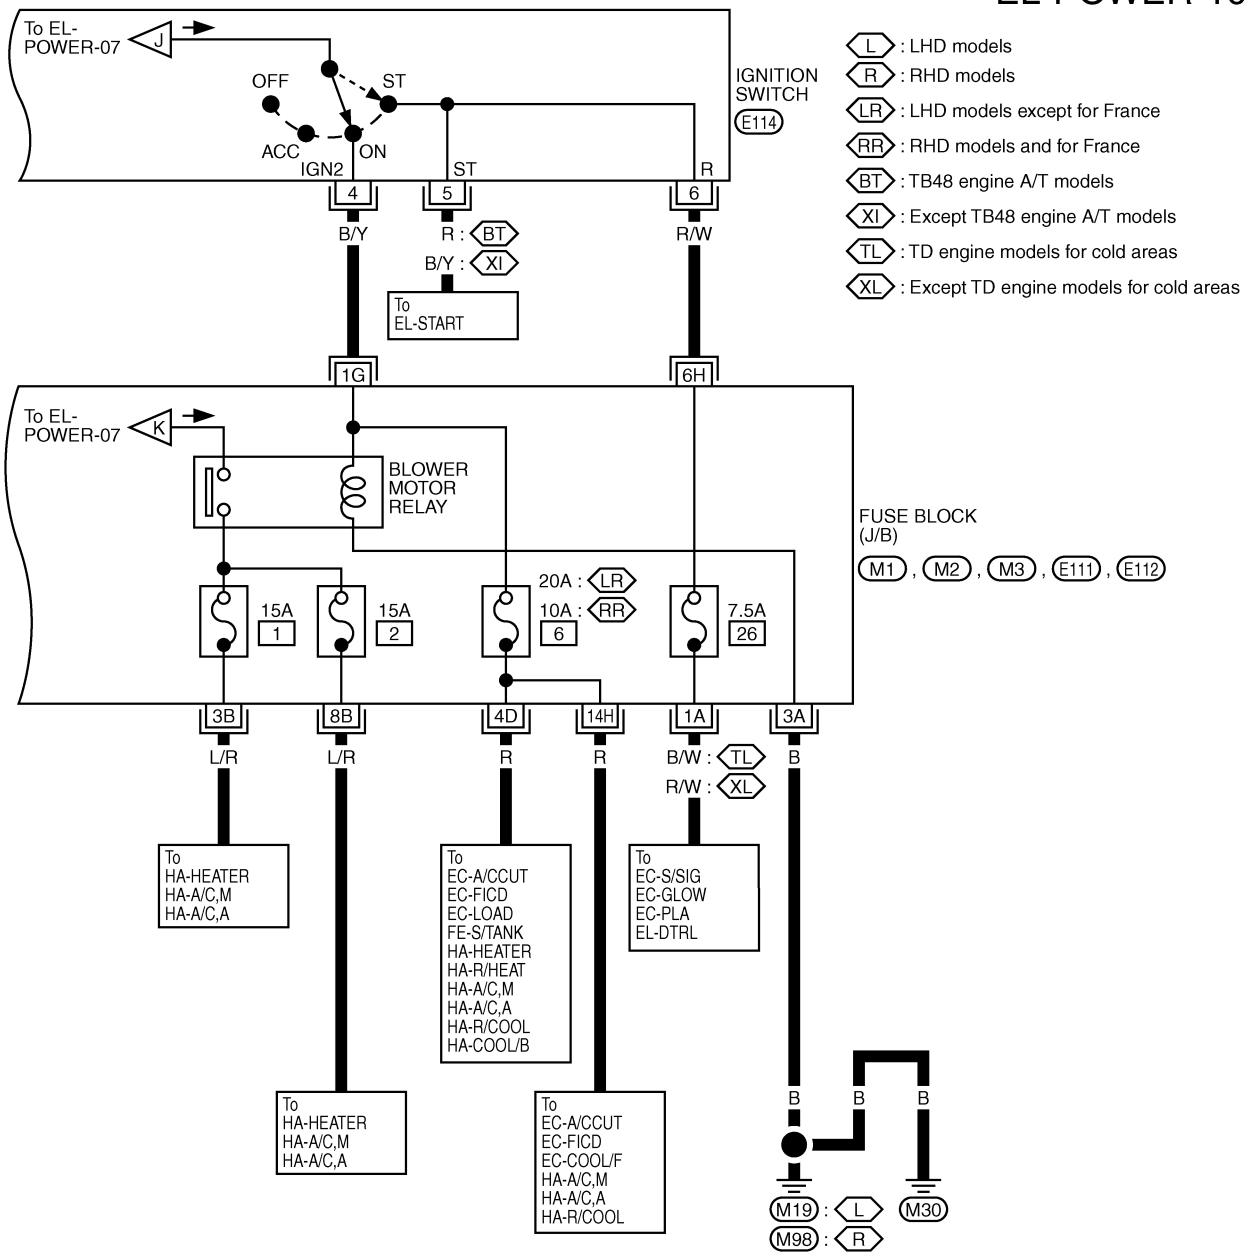 To EL-
POWER-07
J
OFF
ST
ACC
ON
IGN2
ST
R
IGNITION
SWITCH
E114
L : LHD models
R : RHD models
LR : LHD models except for France
RR : RHD models and for France
BT : TB48 engine A/T models
XI : Except TB48 engine A/T models
TL : TD engine models for cold areas
XL : Except TD engine models for cold areas
4
5
6
B/Y
R : BT
R/W
B/Y : XI
To
EL-START
1G
6H
To EL-
POWER-07
K
BLOWER
MOTOR
RELAY
FUSE BLOCK
(J/B)
M1 , M2 , M3 , E111 , E112
15A
1
15A
2
20A : LR
10A : RR
6
7.5A
26
3B
8B
4D
14H
1A
3A
L/R
L/R
R
R
B/W : TL
B
R/W : XL
To
HA-HEATER
HA-A/C,M
HA-A/C,A
To
EC-A/CCUT
EC-FICD
EC-LOAD
FE-S/TANK
HA-HEATER
HA-R/HEAT
HA-A/C,M
HA-A/C,A
HA-R/COOL
HA-COOL/B
To
EC-S/SIG
EC-GLOW
EC-PLA
EL-DTRL
To
HA-HEATER
HA-A/C,M
HA-A/C,A
To
EC-A/CCUT
EC-FICD
EC-COOL/F
HA-A/C,M
HA-A/C,A
HA-R/COOL
B
B
B
M19 : L
M98 : R
M30